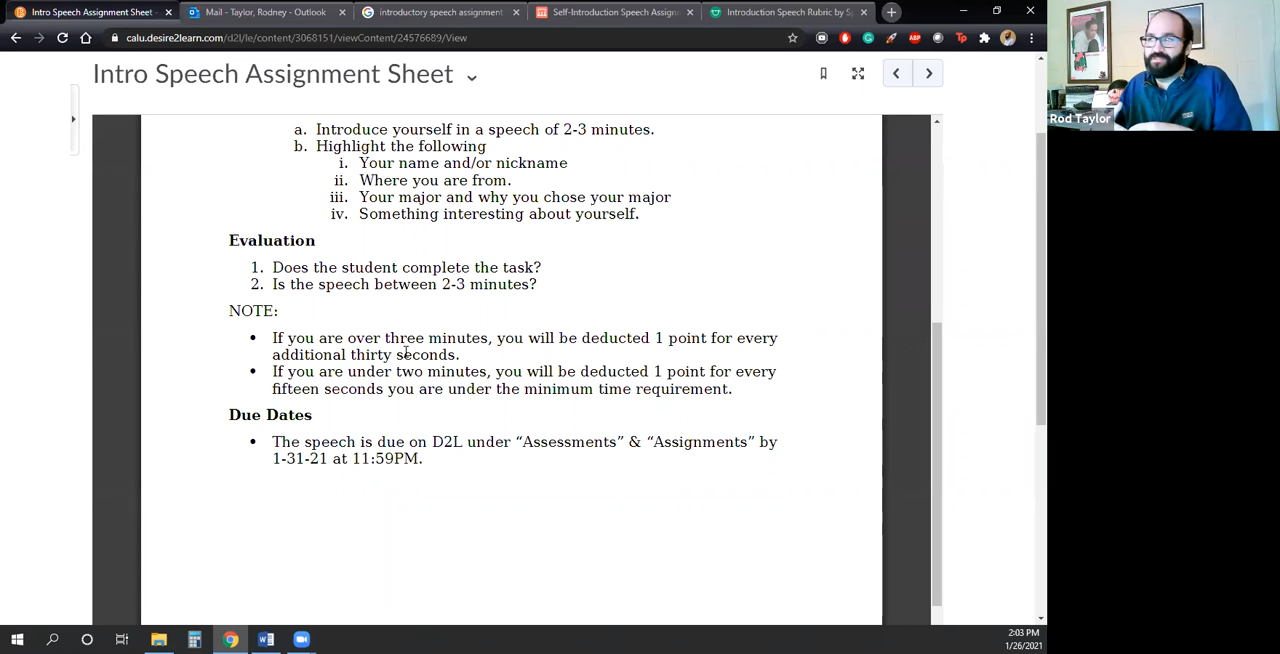 Intro Speech Assignment Sheet -
Mail - Taylor, Rodney - Outlook
introductory speech assignment
Self-Introduction Speech Assign
Introduction Speech Rubric by S
calu.desire2learn.com/d2l/le/content/3068151/viewContent/24576689/View
ABP
Tp
Intro Speech Assignment Sheet
Rod Taylor
a. Introduce yourself in a speech of 2-3 minutes.
b. Highlight the following
i. Your name and/or nickname
ii. Where you are from.
iii. Your major and why you chose your major
iv. Something interesting about yourself.
Evaluation
1. Does the student complete the task?
2. Is the speech between 2-3 minutes?
NOTE:
• If you are over three minutes, you will be deducted 1 point for every
additional thirty seconds.
• If you are under two minutes, you will be deducted 1 point for every
fifteen seconds you are under the minimum time requirement.
Due Dates
• The speech is due on D2L under “Assessments” & “Assignments” by
1-31-21 at 11:59PM.
2:03 PM
1/26/2021